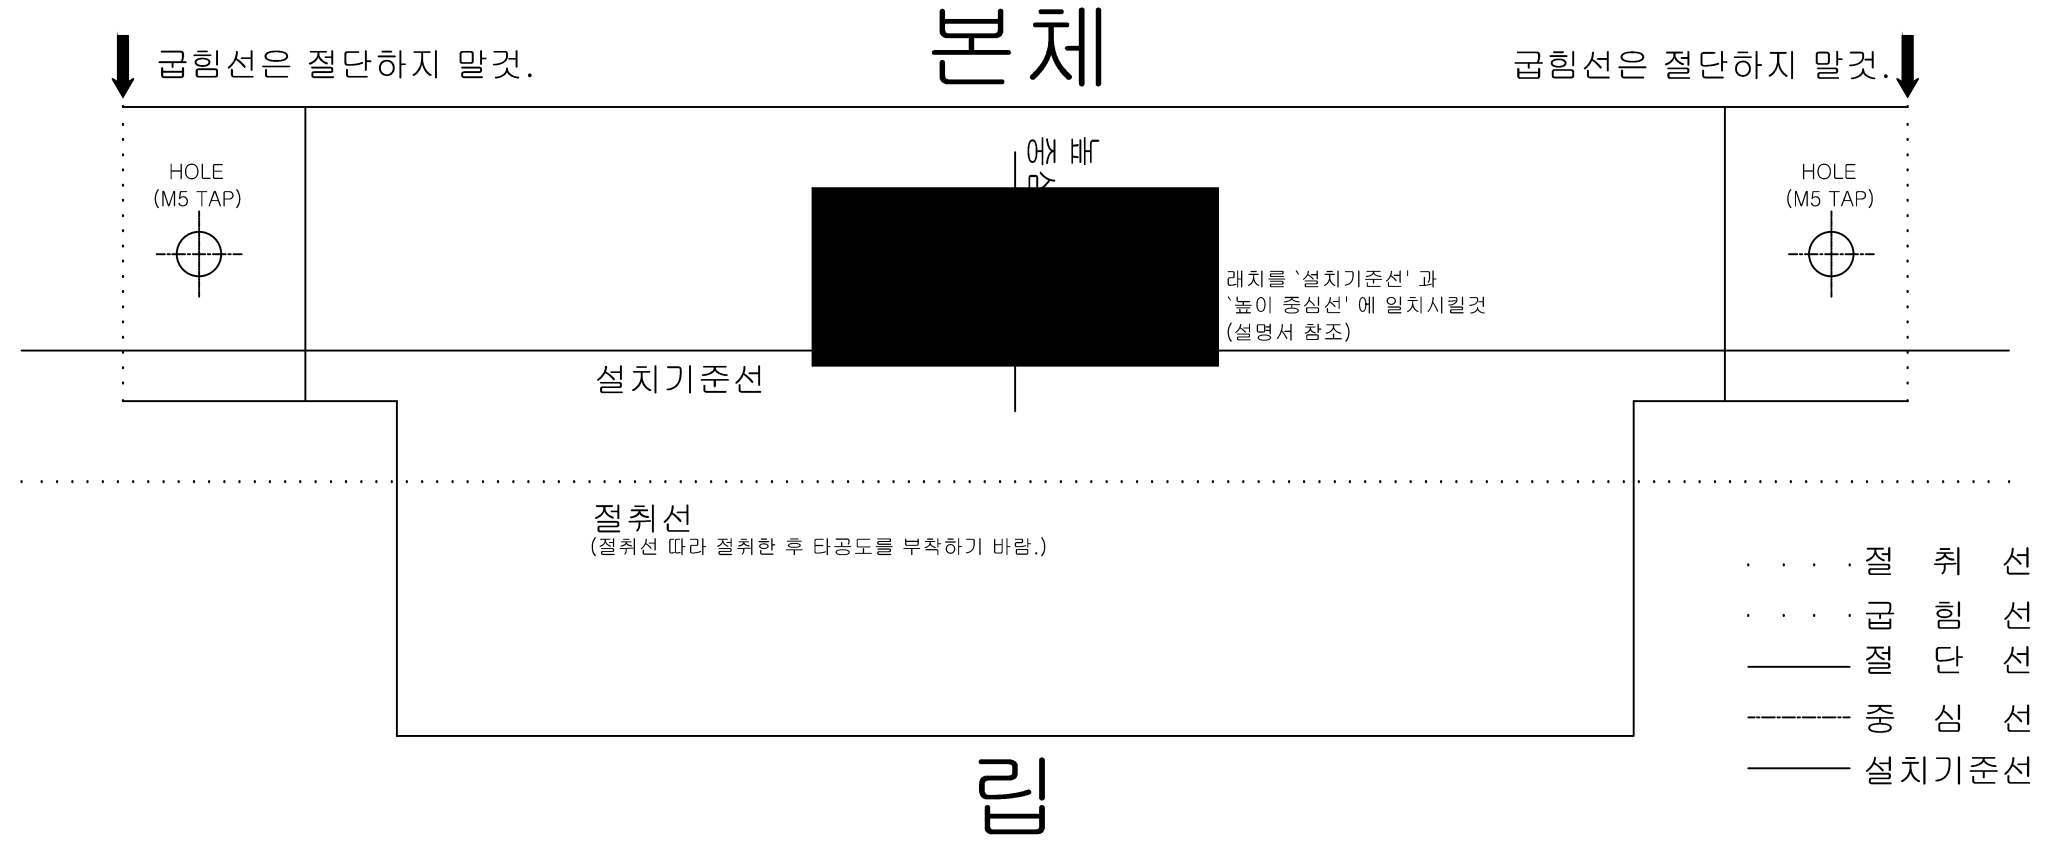 본체
굽힘선은 절단하지 말것.
굽힘선은 절단하지 말것.
HOLE
(M5 TAP)
HOLE
(M5 TAP)
래치를 `설치기준선' 과
`높이 중심선' 에 일치시킬것
(설명서 참조)
설치기준선
절취선
(절취선 따라 절취한 후 타공도를 부착하기 바람.)
절 취 선
굽 힘 선
절 단 선
중 심 선
설치기준선
립